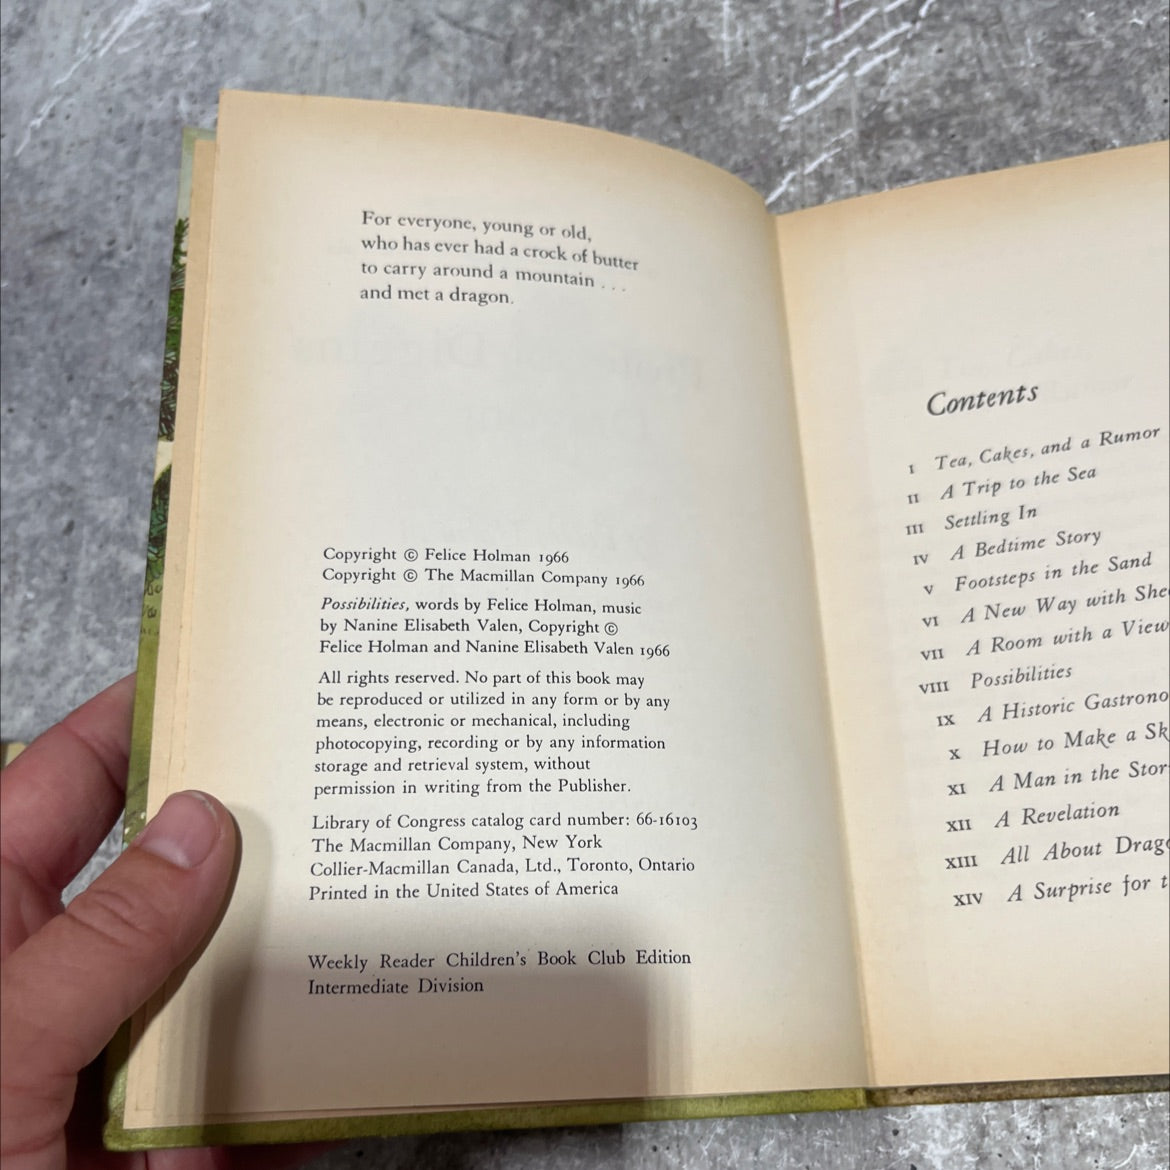 For everyone, young or old,
who has ever had a crock of butter
to carry around a mountain . . .
and met a dragon.
Copyright © Felice Holman 1966
Copyright © The Macmillan Company 1966
Possibilities, words by Felice Holman, music
by Nanine Elisabeth Valen, Copyright ©
Felice Holman and Nanine Elisabeth Valen 1966
All rights reserved. No part of this book may
be reproduced or utilized in any form or by any
means, electronic or mechanical, including
photocopying, recording or by any information
storage and retrieval system, without
permission in writing from the Publisher.
Library of Congress catalog card number: 66-16103
The Macmillan Company, New York
Collier-Macmillan Canada, Ltd., Toronto, Ontario
Printed in the United States of America
Weekly Reader Children's Book Club Edition
Intermediate Division
Contents
I Tea, Cakes, and a Rumor
II A Trip to the Sea
III Settling In
IV A Bedtime Story
V Footsteps in the Sand
VI A New Way with
VII A Room with a View
VIII Possibilities
IX A Historic
X How to Make a
XI A Man in the
XII A Revelation
XIII All About
XIV A Surprise for